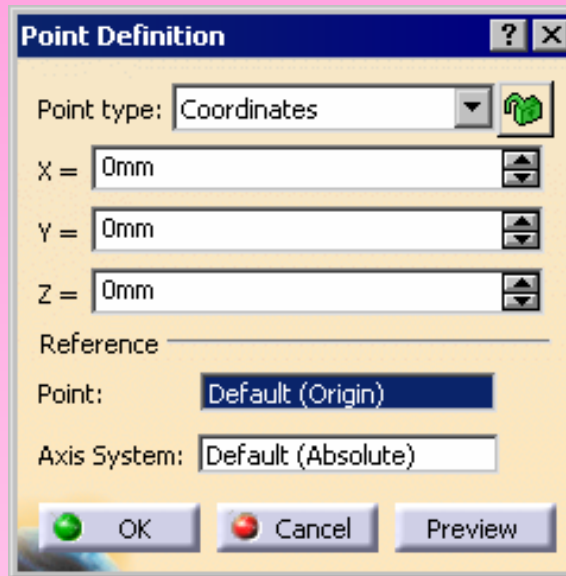 Point Definition ? X
Point type: Coordinates
X = 0mm
Y = 0mm
Z = 0mm
Reference
Point: Default (Origin)
Axis System: Default (Absolute)
OK Cancel Preview